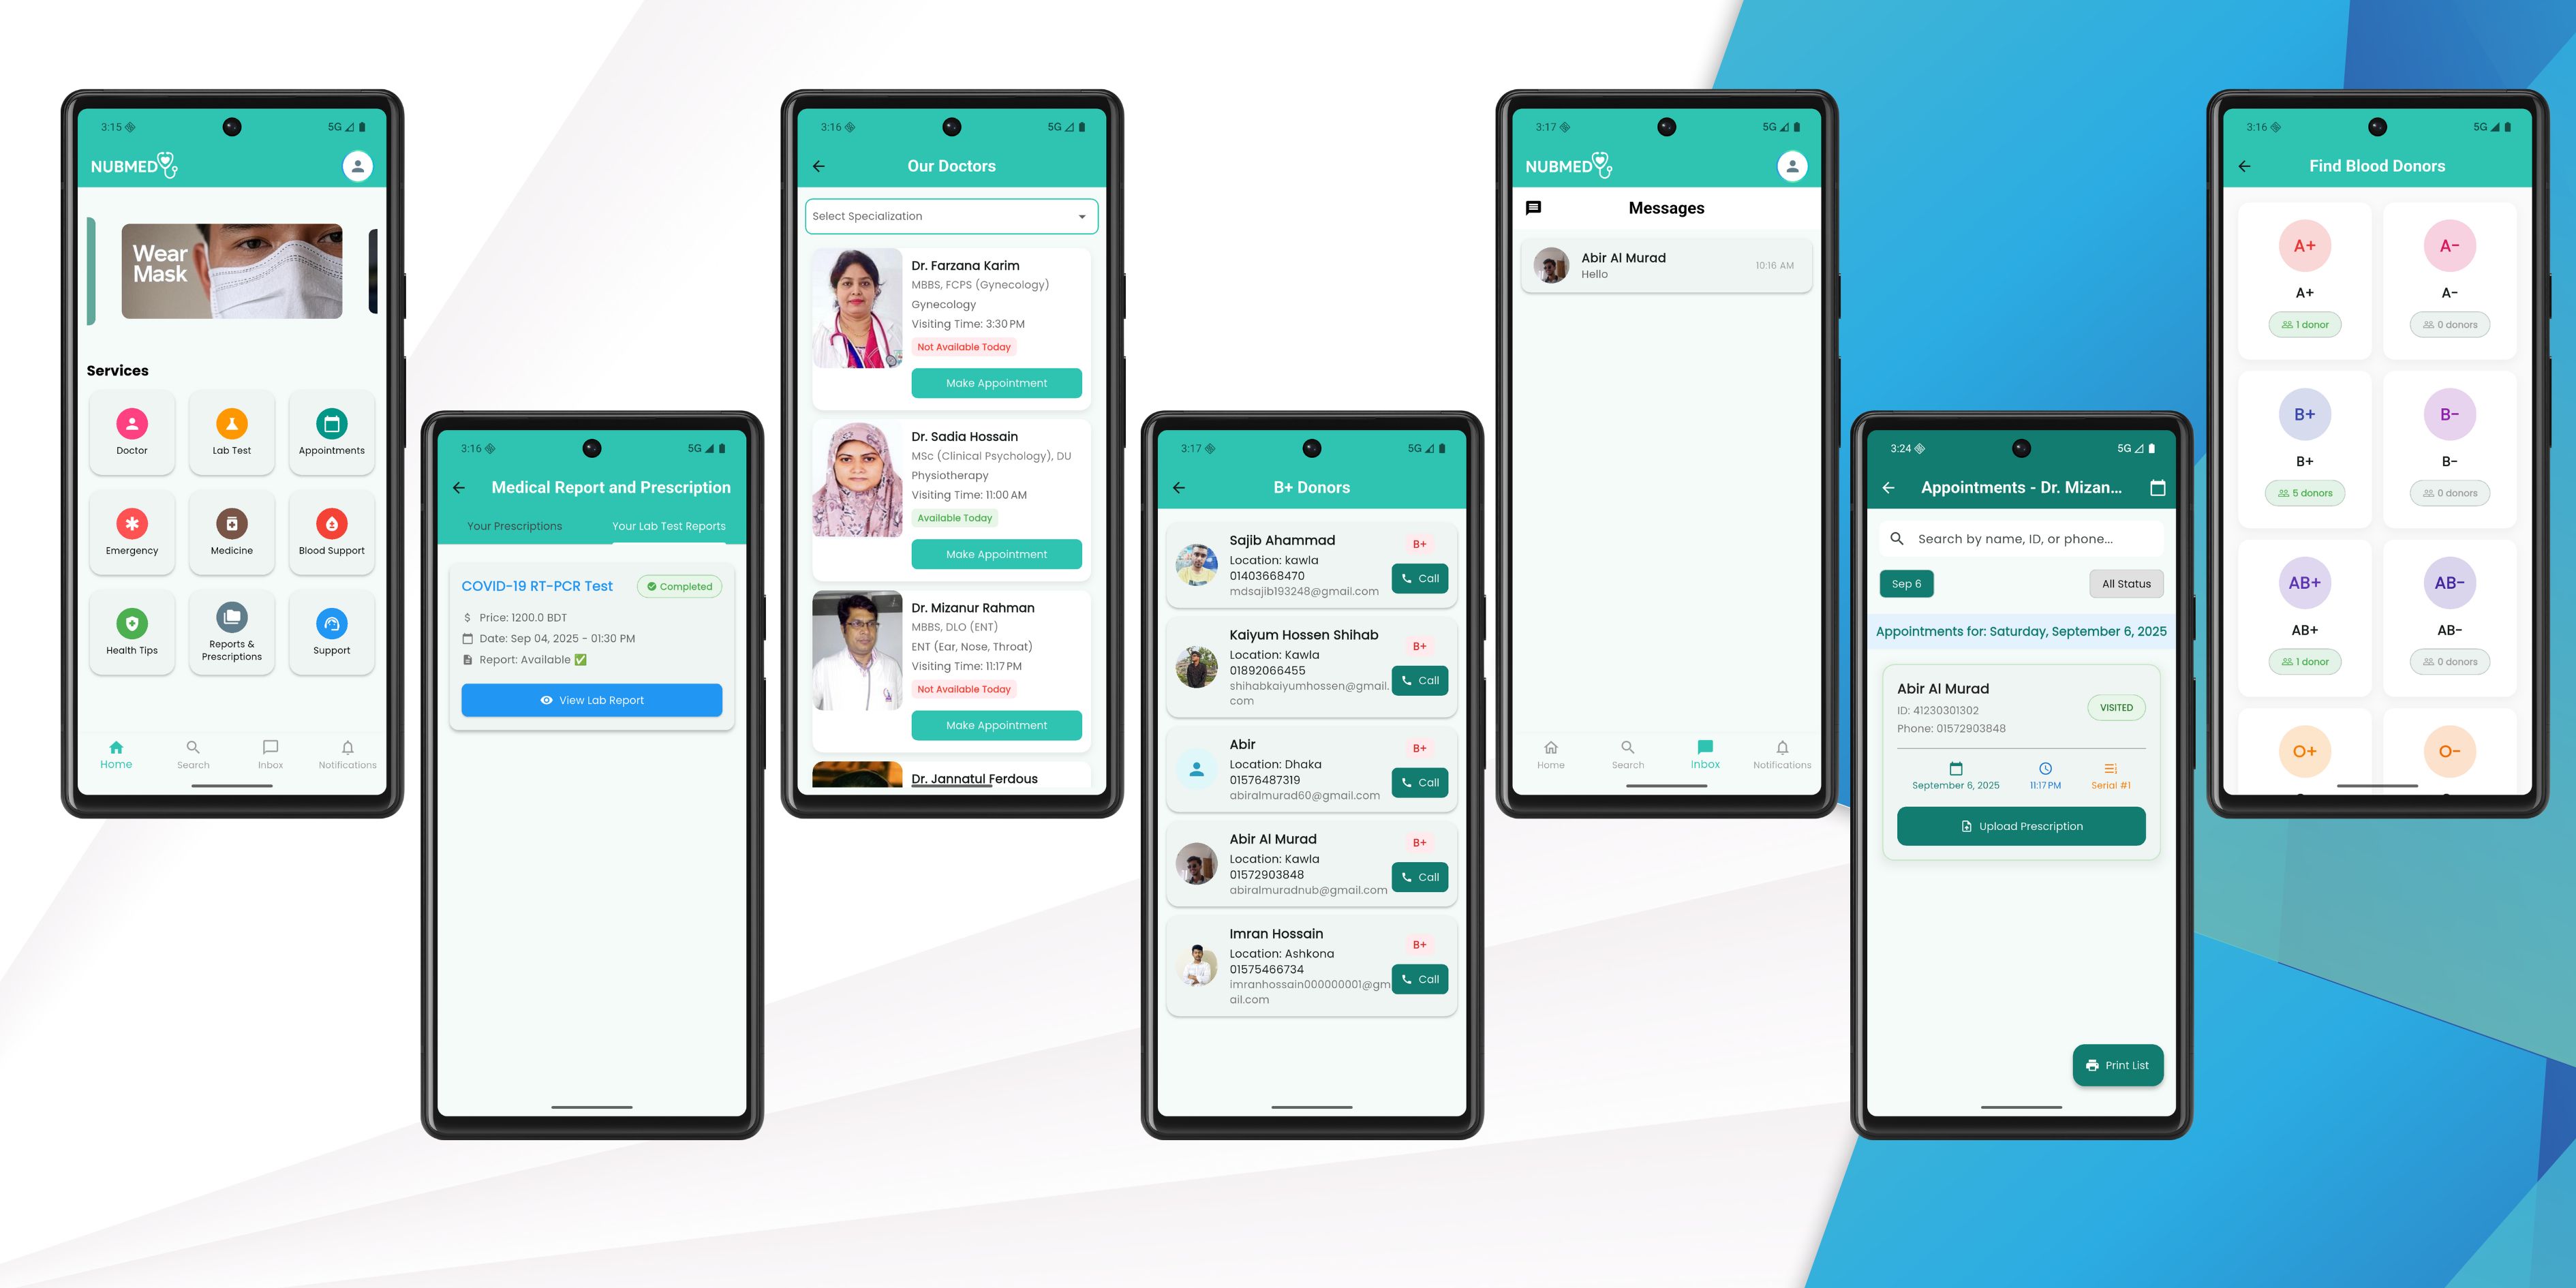 3:15
5G
NUBMED
Wear
Mask
Services
Doctor
Lab Test
Appointments
Emergency
Medicine
Blood Support
Health Tips
Reports &
Prescriptions
Support
Home
Search
Inbox
Notifications
3:16
5G
Medical Report and Prescription
Your Prescriptions
Your Lab Test Reports
COVID-19 RT-PCR Test
Completed
$ Price: 1200.0 BDT
Date: Sep 04, 2025 - 01:30 PM
Report: Available ✅
View Lab Report
3:16
5G
Our Doctors
Select Specialization
Dr. Farzana Karim
MBBS, FCPS (Gynecology)
Gynecology
Visiting Time: 3:30 PM
Not Available Today
Make Appointment
Dr. Sadia Hossain
MSc (Clinical Psychology), DU
Physiotherapy
Visiting Time: 11:00 AM
Available Today
Make Appointment
Dr. Mizanur Rahman
MBBS, DLO (ENT)
ENT (Ear, Nose, Throat)
Visiting Time: 11:17 PM
Not Available Today
Make Appointment
Dr. Jannatul Ferdous
3:17
5G
B+ Donors
Sajib Ahammad
B+
Location: kawla
01403668470
Call
mdsajib193248@gmail.com
Kaiyum Hossen Shihab
B+
Location: Kawla
01892066455
Call
shihabkaiyumhossen@gmail.
com
Abir
B+
Location: Dhaka
01576487319
Call
abiralmurad60@gmail.com
Abir Al Murad
B+
Location: Kawla
01572903848
Call
abiralmuradnub@gmail.com
Imran Hossain
B+
Location: Ashkona
01575466734
Call
imranhossain000000001@gm
ail.com
3:17
5G
NUBMED
Messages
Abir Al Murad
Hello
10:16 AM
Home
Search
Inbox
Notifications
3:24
5G
Appointments - Dr. Mizan...
Search by name, ID, or phone...
Sep 6
All Status
Appointments for: Saturday, September 6, 2025
Abir Al Murad
ID: 41230301302
VISITED
Phone: 01572903848
September 6, 2025
11:17 PM
Serial #1
Upload Prescription
Print List
3:16
5G
Find Blood Donors
A+
A-
A+
A-
1 donor
0 donors
B+
B-
B+
B-
5 donors
0 donors
AB+
AB-
AB+
AB-
1 donor
0 donors
O+
O-